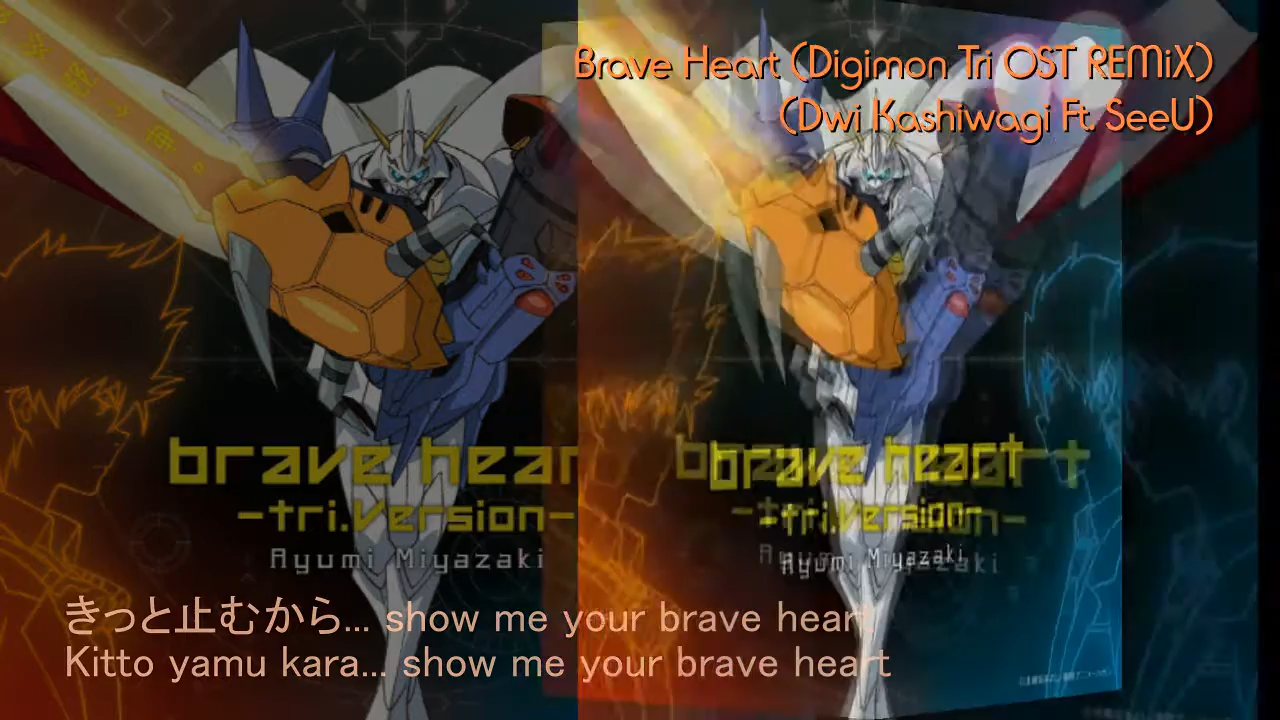 Brave Heart (Digimon Tri OST REMiX)
(Dwi Kashiwagi Ft. SeeU)
brave hear
-tri.Version-
Ayumi Miyazaki
brave heart
-tri.version-
Ayumi Miyazaki
きっと止むから... show me your brave heart
Kitto yamu kara... show me your brave heart